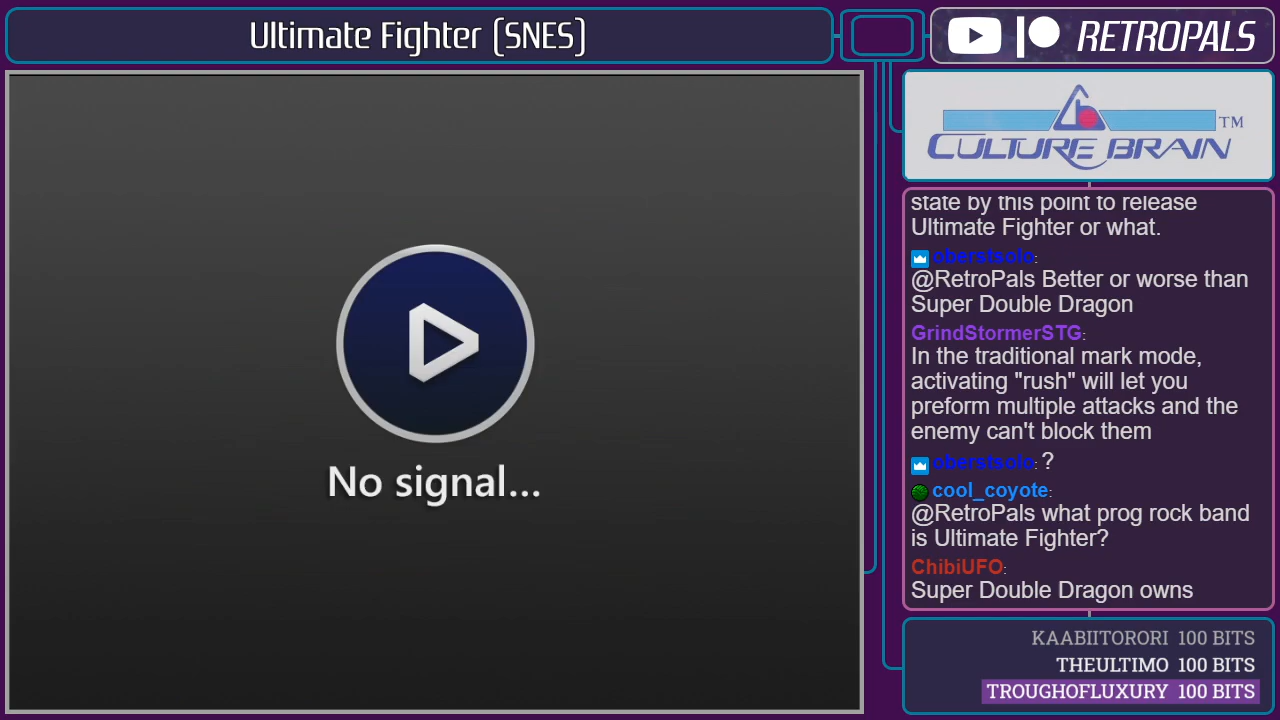 Ultimate Fighter (SNES)
RETROPALS
CULTURE BRAIN TM
state by this point to release
Ultimate Fighter or what.
oberstsolo:
@RetroPals Better or worse than
Super Double Dragon
GrindStormerSTG:
In the traditional mark mode,
activating "rush" will let you
preform multiple attacks and the
enemy can't block them
oberstsolo: ?
cool_coyote:
@RetroPals what prog rock band
is Ultimate Fighter?
ChibiUFO:
Super Double Dragon owns
No signal...
KAABIITORORI 100 BITS
THEULTIMO 100 BITS
TROUGHOFLUXURY 100 BITS